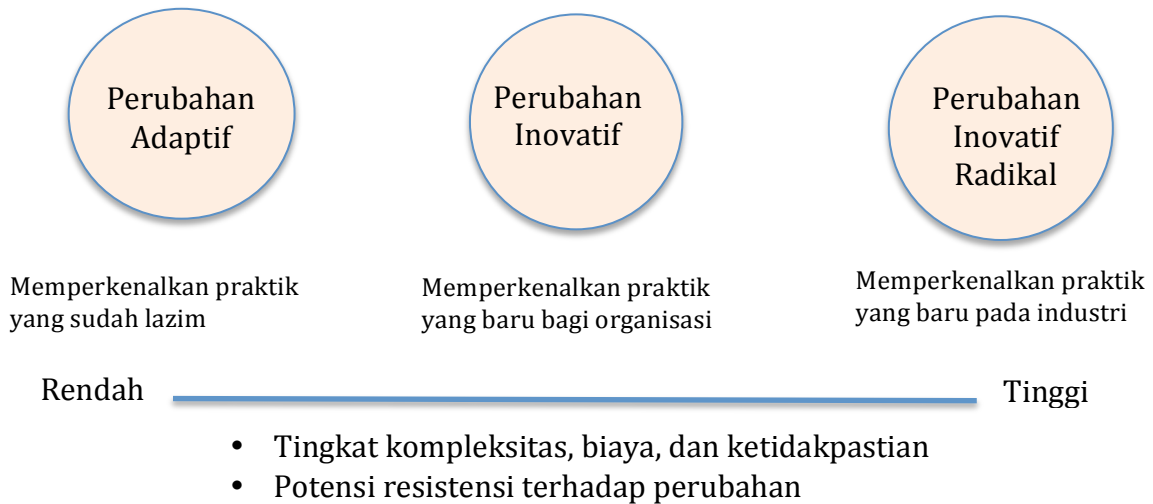 Perubahan
Adaptif
Perubahan
Inovatif
Perubahan
Inovatif
Radikal
Memperkenalkan praktik
yang sudah lazim
Memperkenalkan praktik
yang baru bagi organisasi
Memperkenalkan praktik
yang baru pada industri
Rendah
Tinggi
• Tingkat kompleksitas, biaya, dan ketidakpastian
• Potensi resistensi terhadap perubahan